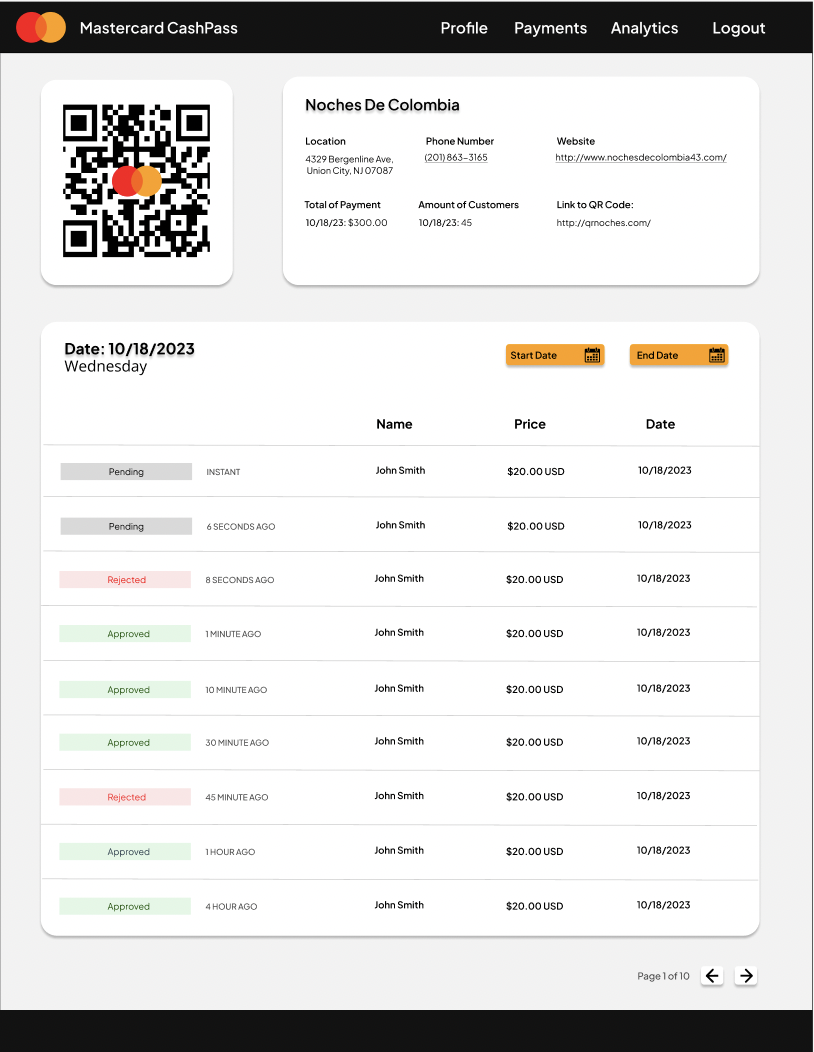 Mastercard CashPass Profile Payments Analytics Logout
Noches De Colombia
Location Phone Number Website
4329 Bergenline Ave, (201) 863-3165 http://www.nochesdecolombia43.com/
Union City, NJ 07087
Total of Payment Amount of Customers Link to QR Code:
10/18/23: $300.00 10/18/23: 45 http://qrnoches.com/
Date: 10/18/2023 Start Date End Date
Wednesday
Name Price Date
Pending INSTANT John Smith $20.00 USD 10/18/2023
Pending 6 SECONDS AGO John Smith $20.00 USD 10/18/2023
Rejected 8 SECONDS AGO John Smith $20.00 USD 10/18/2023
Approved 1 MINUTE AGO John Smith $20.00 USD 10/18/2023
Approved 10 MINUTE AGO John Smith $20.00 USD 10/18/2023
Approved 30 MINUTE AGO John Smith $20.00 USD 10/18/2023
Rejected 45 MINUTE AGO John Smith $20.00 USD 10/18/2023
Approved 1 HOUR AGO John Smith $20.00 USD 10/18/2023
Approved 4 HOUR AGO John Smith $20.00 USD 10/18/2023
Page 1 of 10